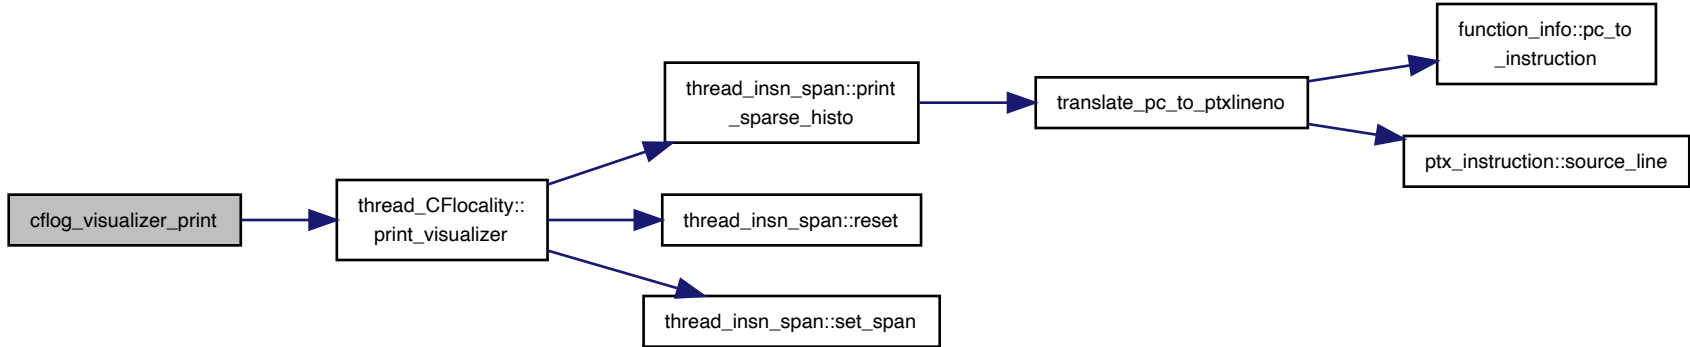 cflog_visualizer_print
thread_CFlocality::
print_visualizer
thread_insn_span::print
_sparse_histo
thread_insn_span::reset
thread_insn_span::set_span
translate_pc_to_ptxlineno
function_info::pc_to
_instruction
ptx_instruction::source_line